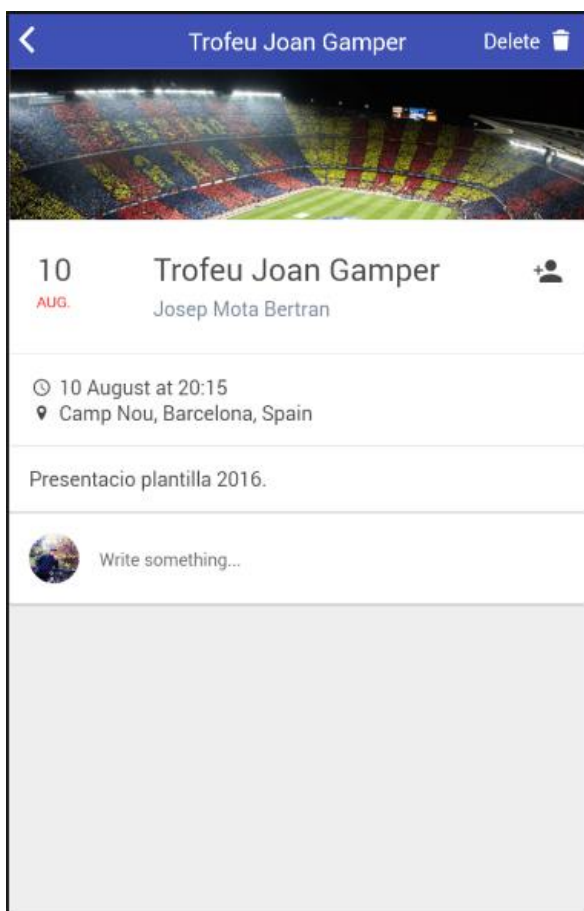 Trofeu Joan Gamper
Delete
10
AUG.
Trofeu Joan Gamper
Josep Mota Bertran
10 August at 20:15
Camp Nou, Barcelona, Spain
Presentacio plantilla 2016.
Write something...